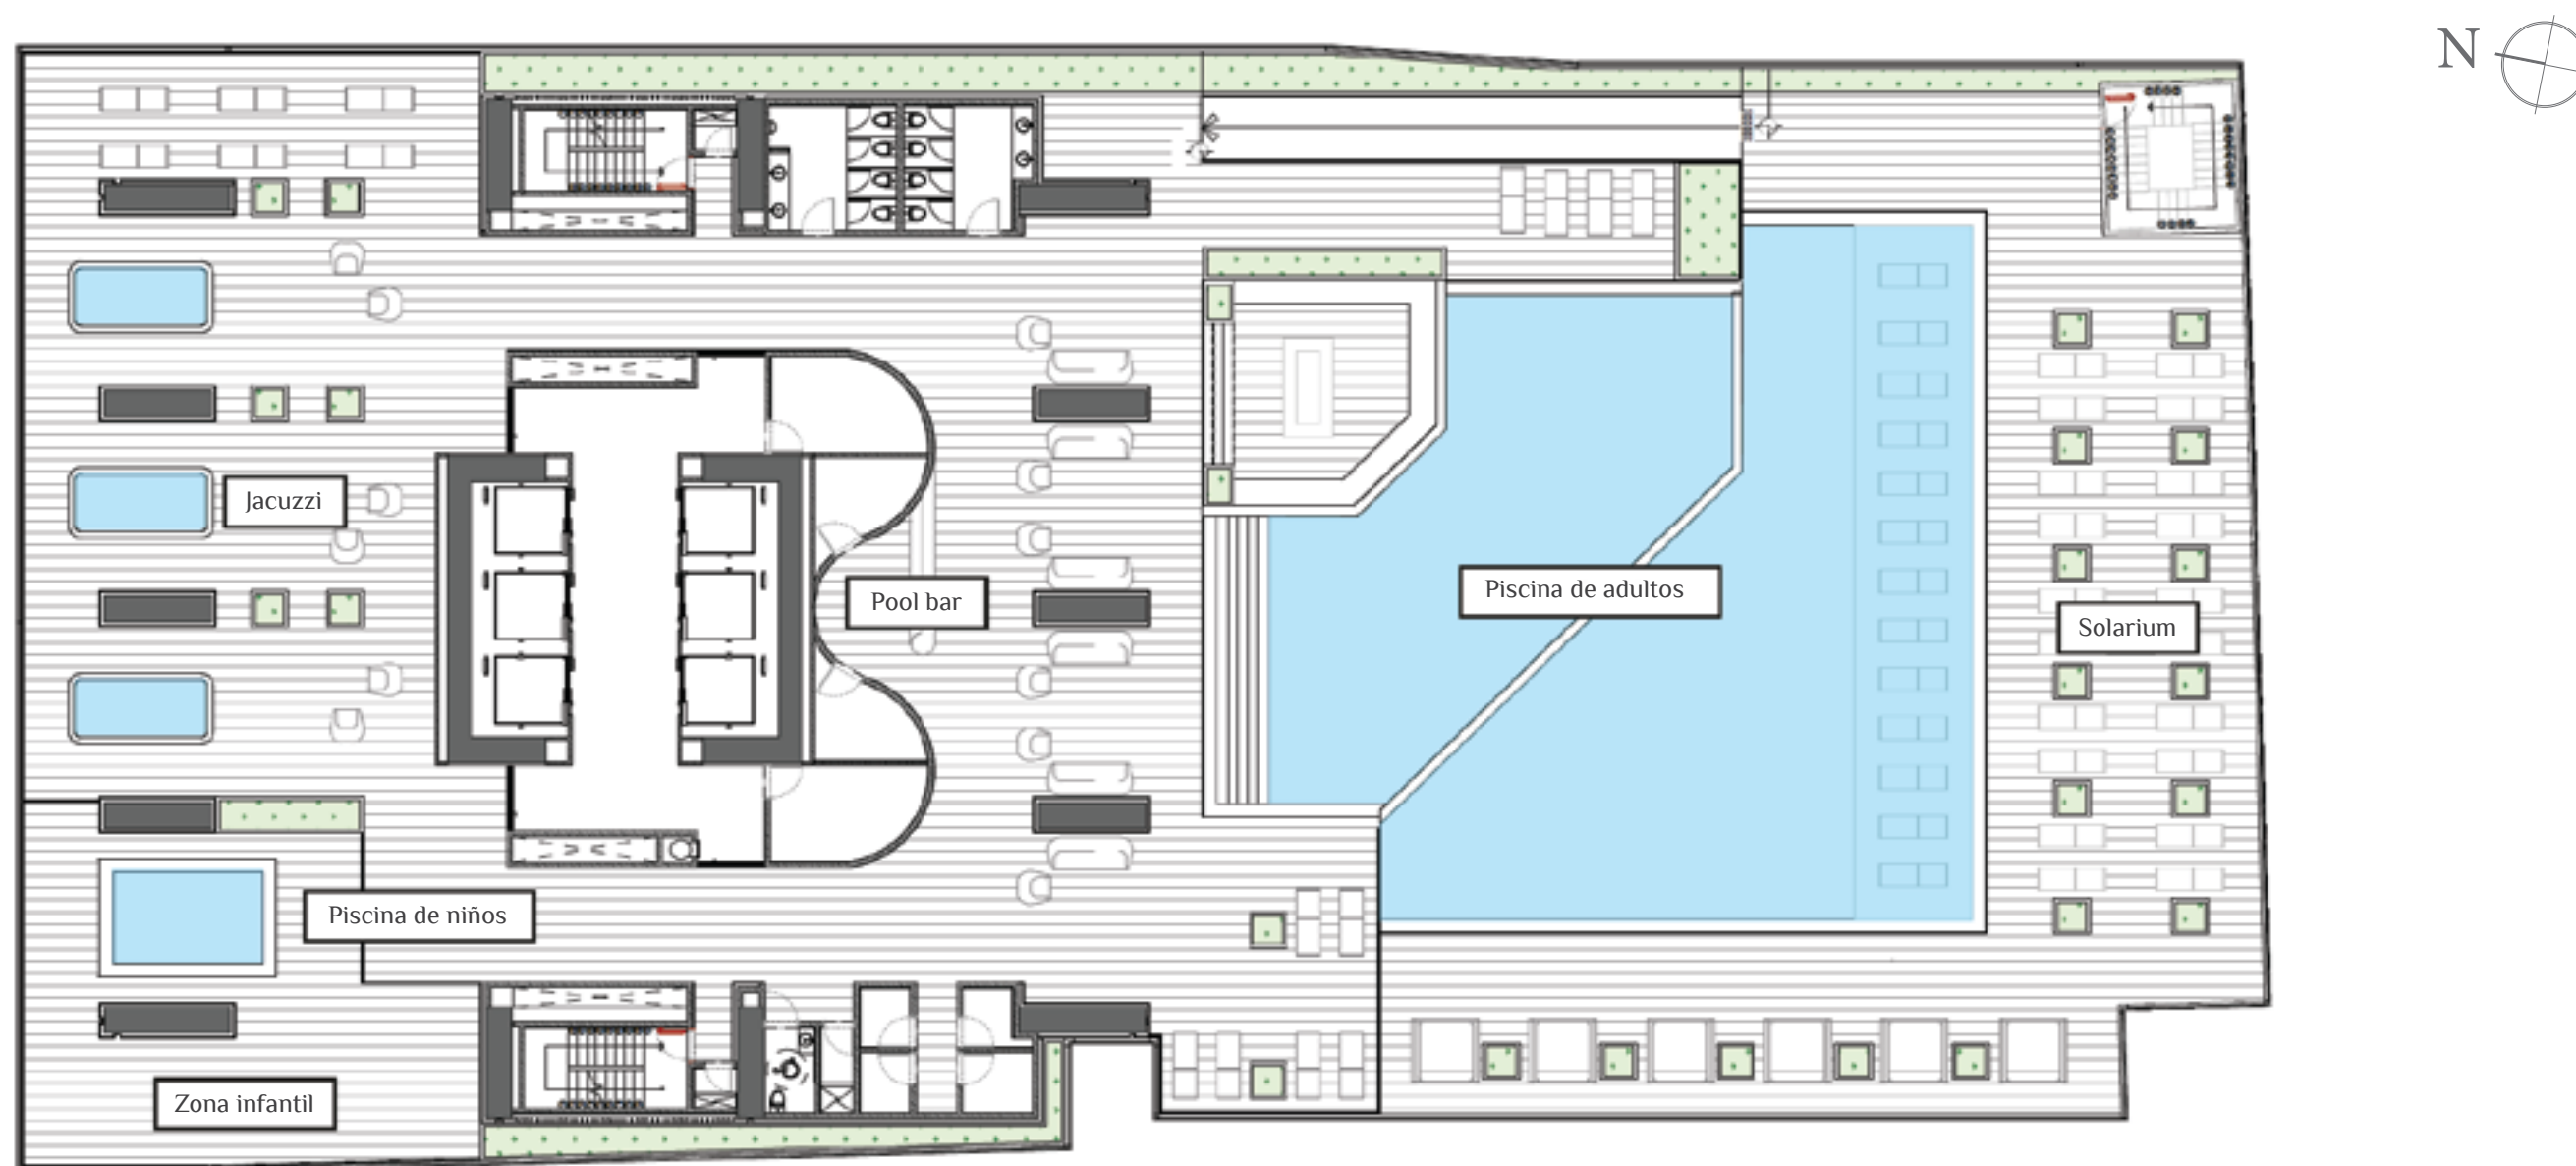 N
Jacuzzi
Pool bar
Piscina de adultos
Solarium
Piscina de niños
Zona infantil